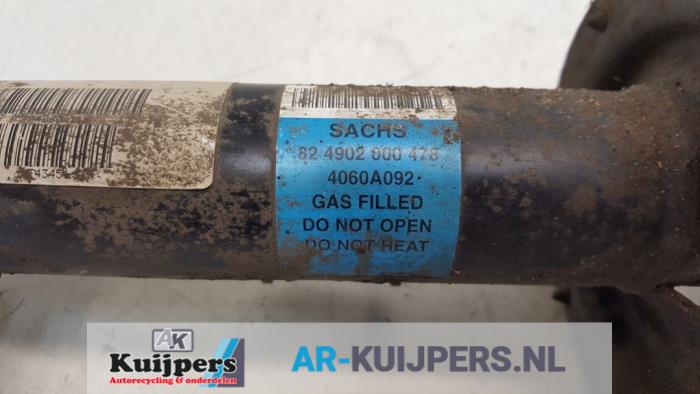 SACHS
82 4902 000 478
4060A092
GAS FILLED
DO NOT OPEN
DO NOT HEAT
AK
Kuijpers
Autorecycling & onderdelen
AR-KUIJPERS.NL